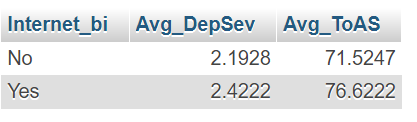 Internet_bi Avg_DepSev Avg_ToAS
No 2.1928 71.5247
Yes 2.4222 76.6222